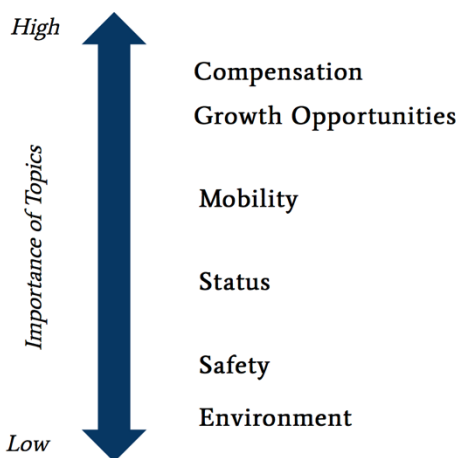 High
Compensation
Growth Opportunities
Importance of Topics
Mobility
Status
Safety
Environment
Low